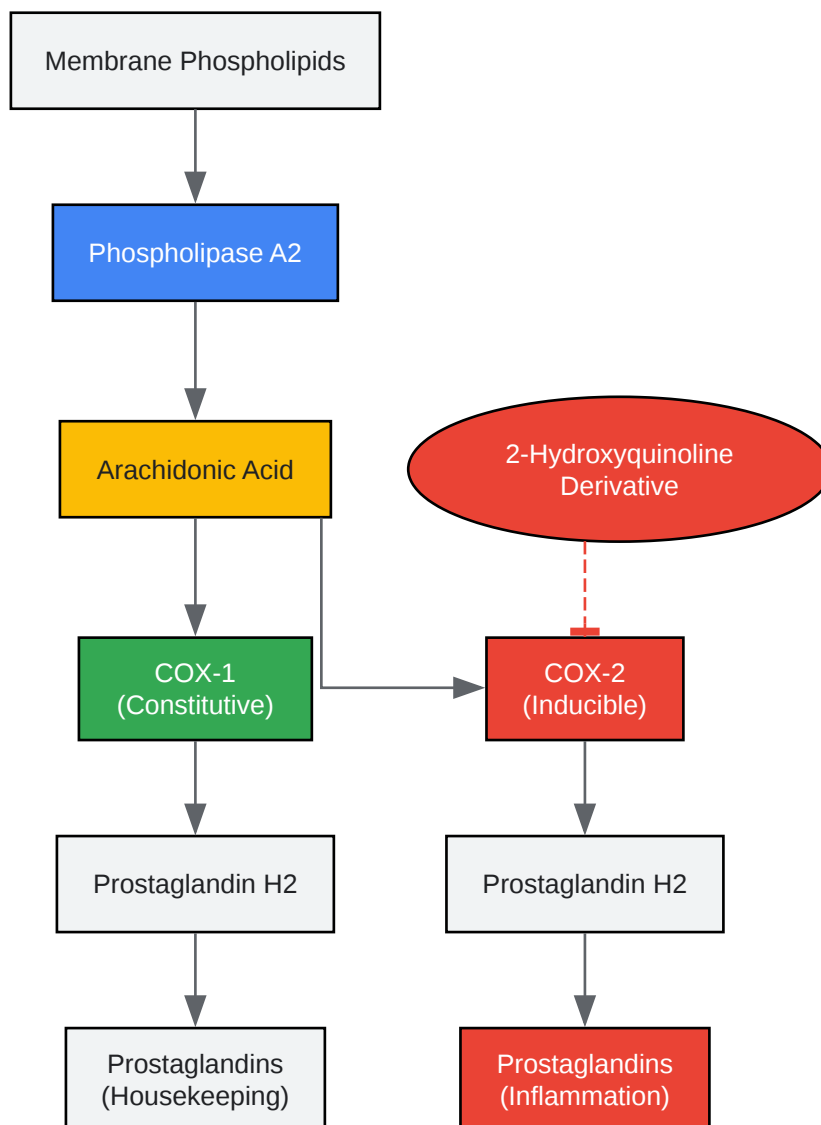 Membrane Phospholipids
Phospholipase A2
Arachidonic Acid
2-Hydroxyquinoline
Derivative
COX-1
(Constitutive)
COX-2
(Inducible)
Prostaglandin H2
Prostaglandin H2
Prostaglandins
(Housekeeping)
Prostaglandins
(Inflammation)